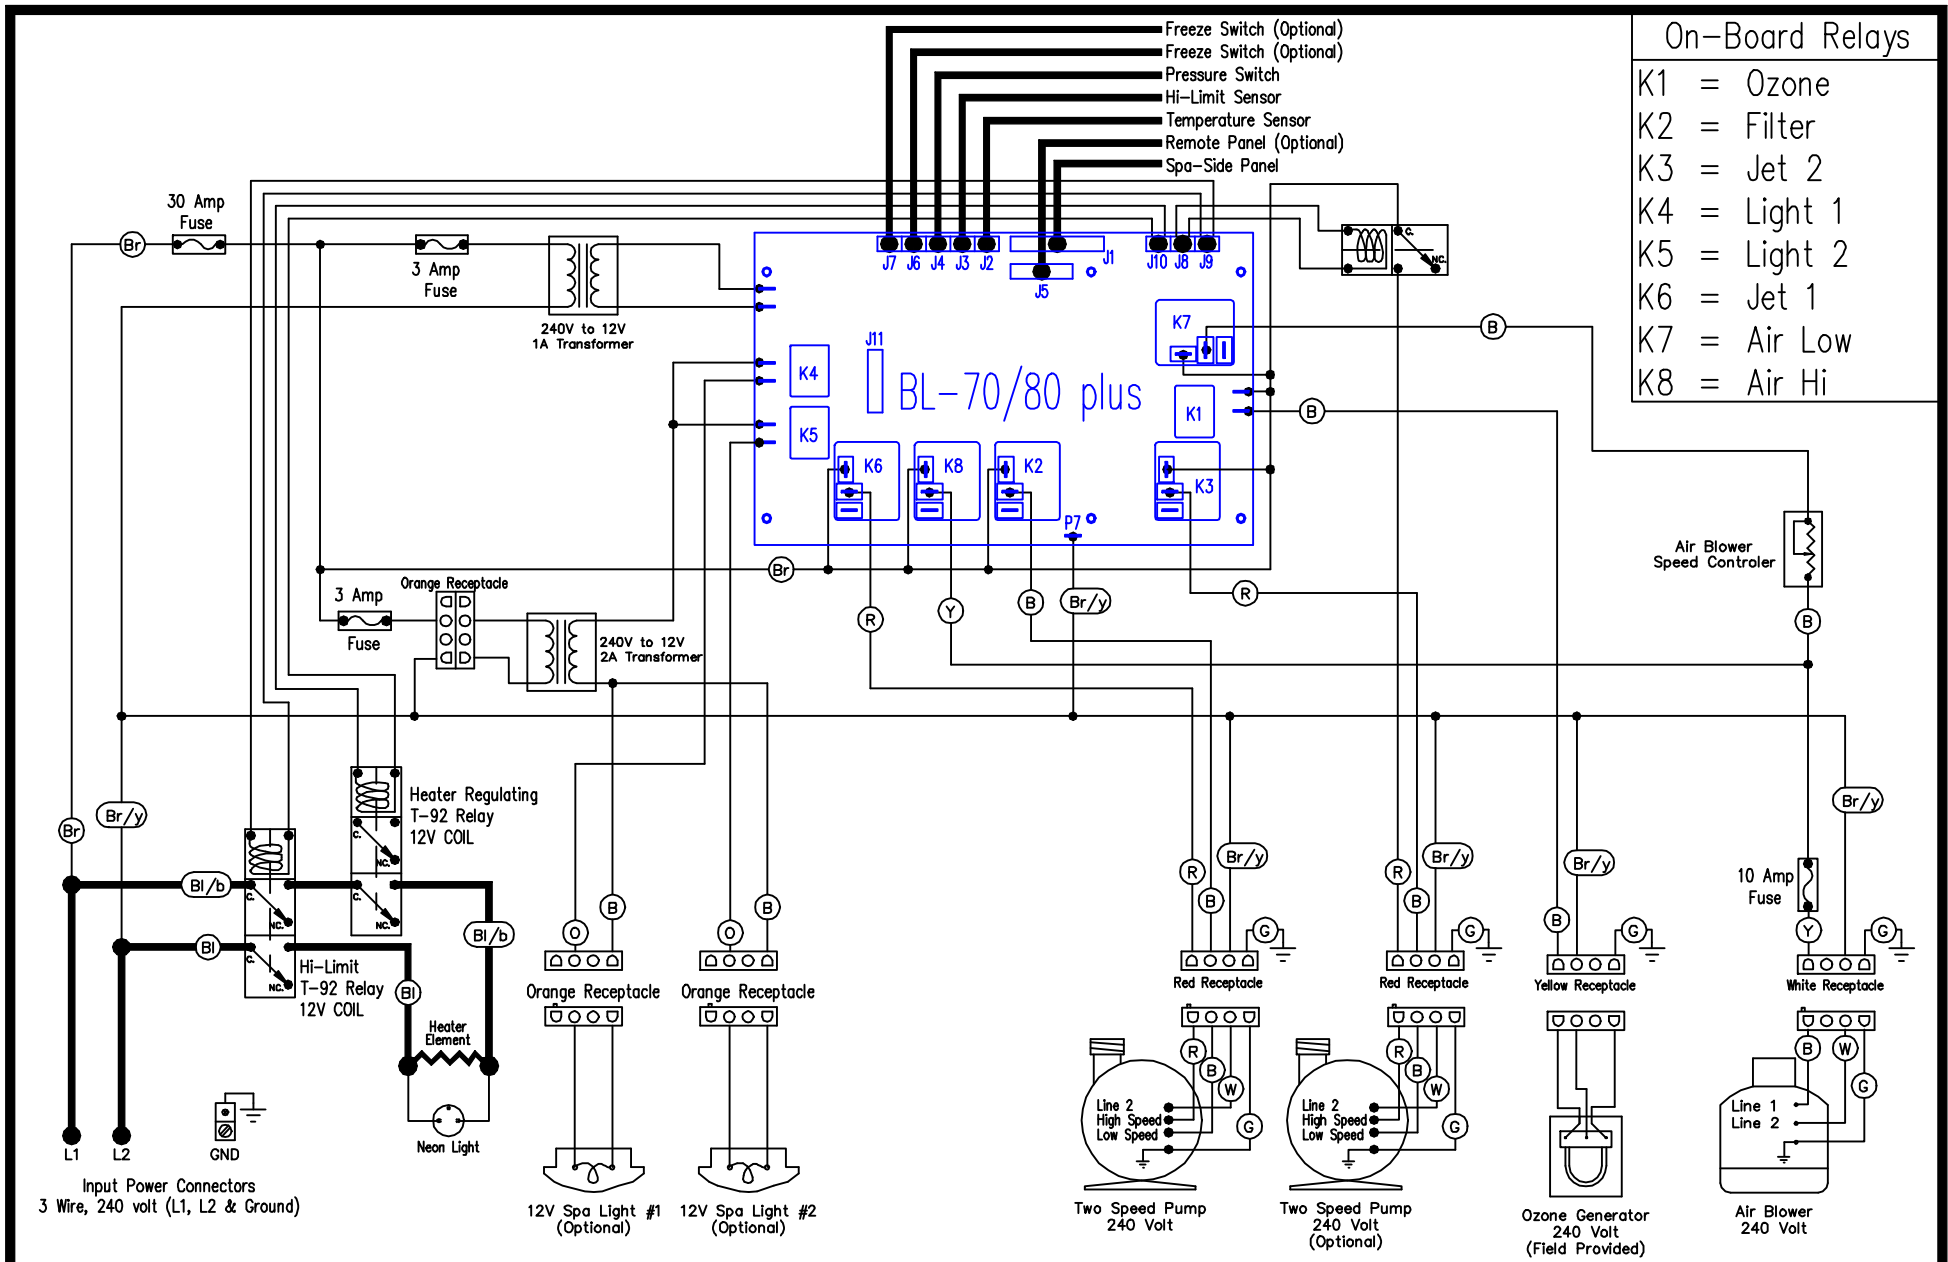 Freeze Switch (Optional)
Freeze Switch (Optional)
Pressure Switch
Hi-Limit Sensor
Temperature Sensor
Remote Panel (Optional)
Spa-Side Panel
On-Board Relays
K1 = Ozone
K2 = Filter
K3 = Jet 2
K4 = Light 1
K5 = Light 2
K6 = Jet 1
K7 = Air Low
K8 = Air Hi
30 Amp
Fuse
Br
3 Amp
Fuse
240V to 12V
1A Transformer
J7 J6 J4 J3 J2
J1
J5
J10 J8 J9
C.
NC.
K7
B
J11
K4
BL-70/80 plus
K1
B
K5
K6
K8
K2
K3
P7
Br
Air Blower
Speed Controler
Orange Receptacle
3 Amp
Fuse
240V to 12V
2A Transformer
R
Y
B
Br/y
R
B
Heater Regulating
T-92 Relay
12V COIL
C.
NC.
C.
NC.
Br
Br/y
Br/y
Bl/b
C.
NC.
Bl
C.
NC.
Hi-Limit
T-92 Relay
12V COIL
Bl/b
Bl
Heater
Element
Neon Light
O
B
O
B
Orange Receptacle
Orange Receptacle
R
B
Br/y
G
R
B
Br/y
G
B
Br/y
G
10 Amp
Fuse
Y
G
Red Receptacle
Red Receptacle
Yellow Receptacle
White Receptacle
R
B
W
G
R
B
W
G
B
W
G
Line 2
High Speed
Low Speed
Line 2
High Speed
Low Speed
Line 1
Line 2
L1
L2
GND
Input Power Connectors
3 Wire, 240 volt (L1, L2 & Ground)
12V Spa Light #1
(Optional)
12V Spa Light #2
(Optional)
Two Speed Pump
240 Volt
Two Speed Pump
240 Volt
(Optional)
Ozone Generator
240 Volt
(Field Provided)
Air Blower
240 Volt